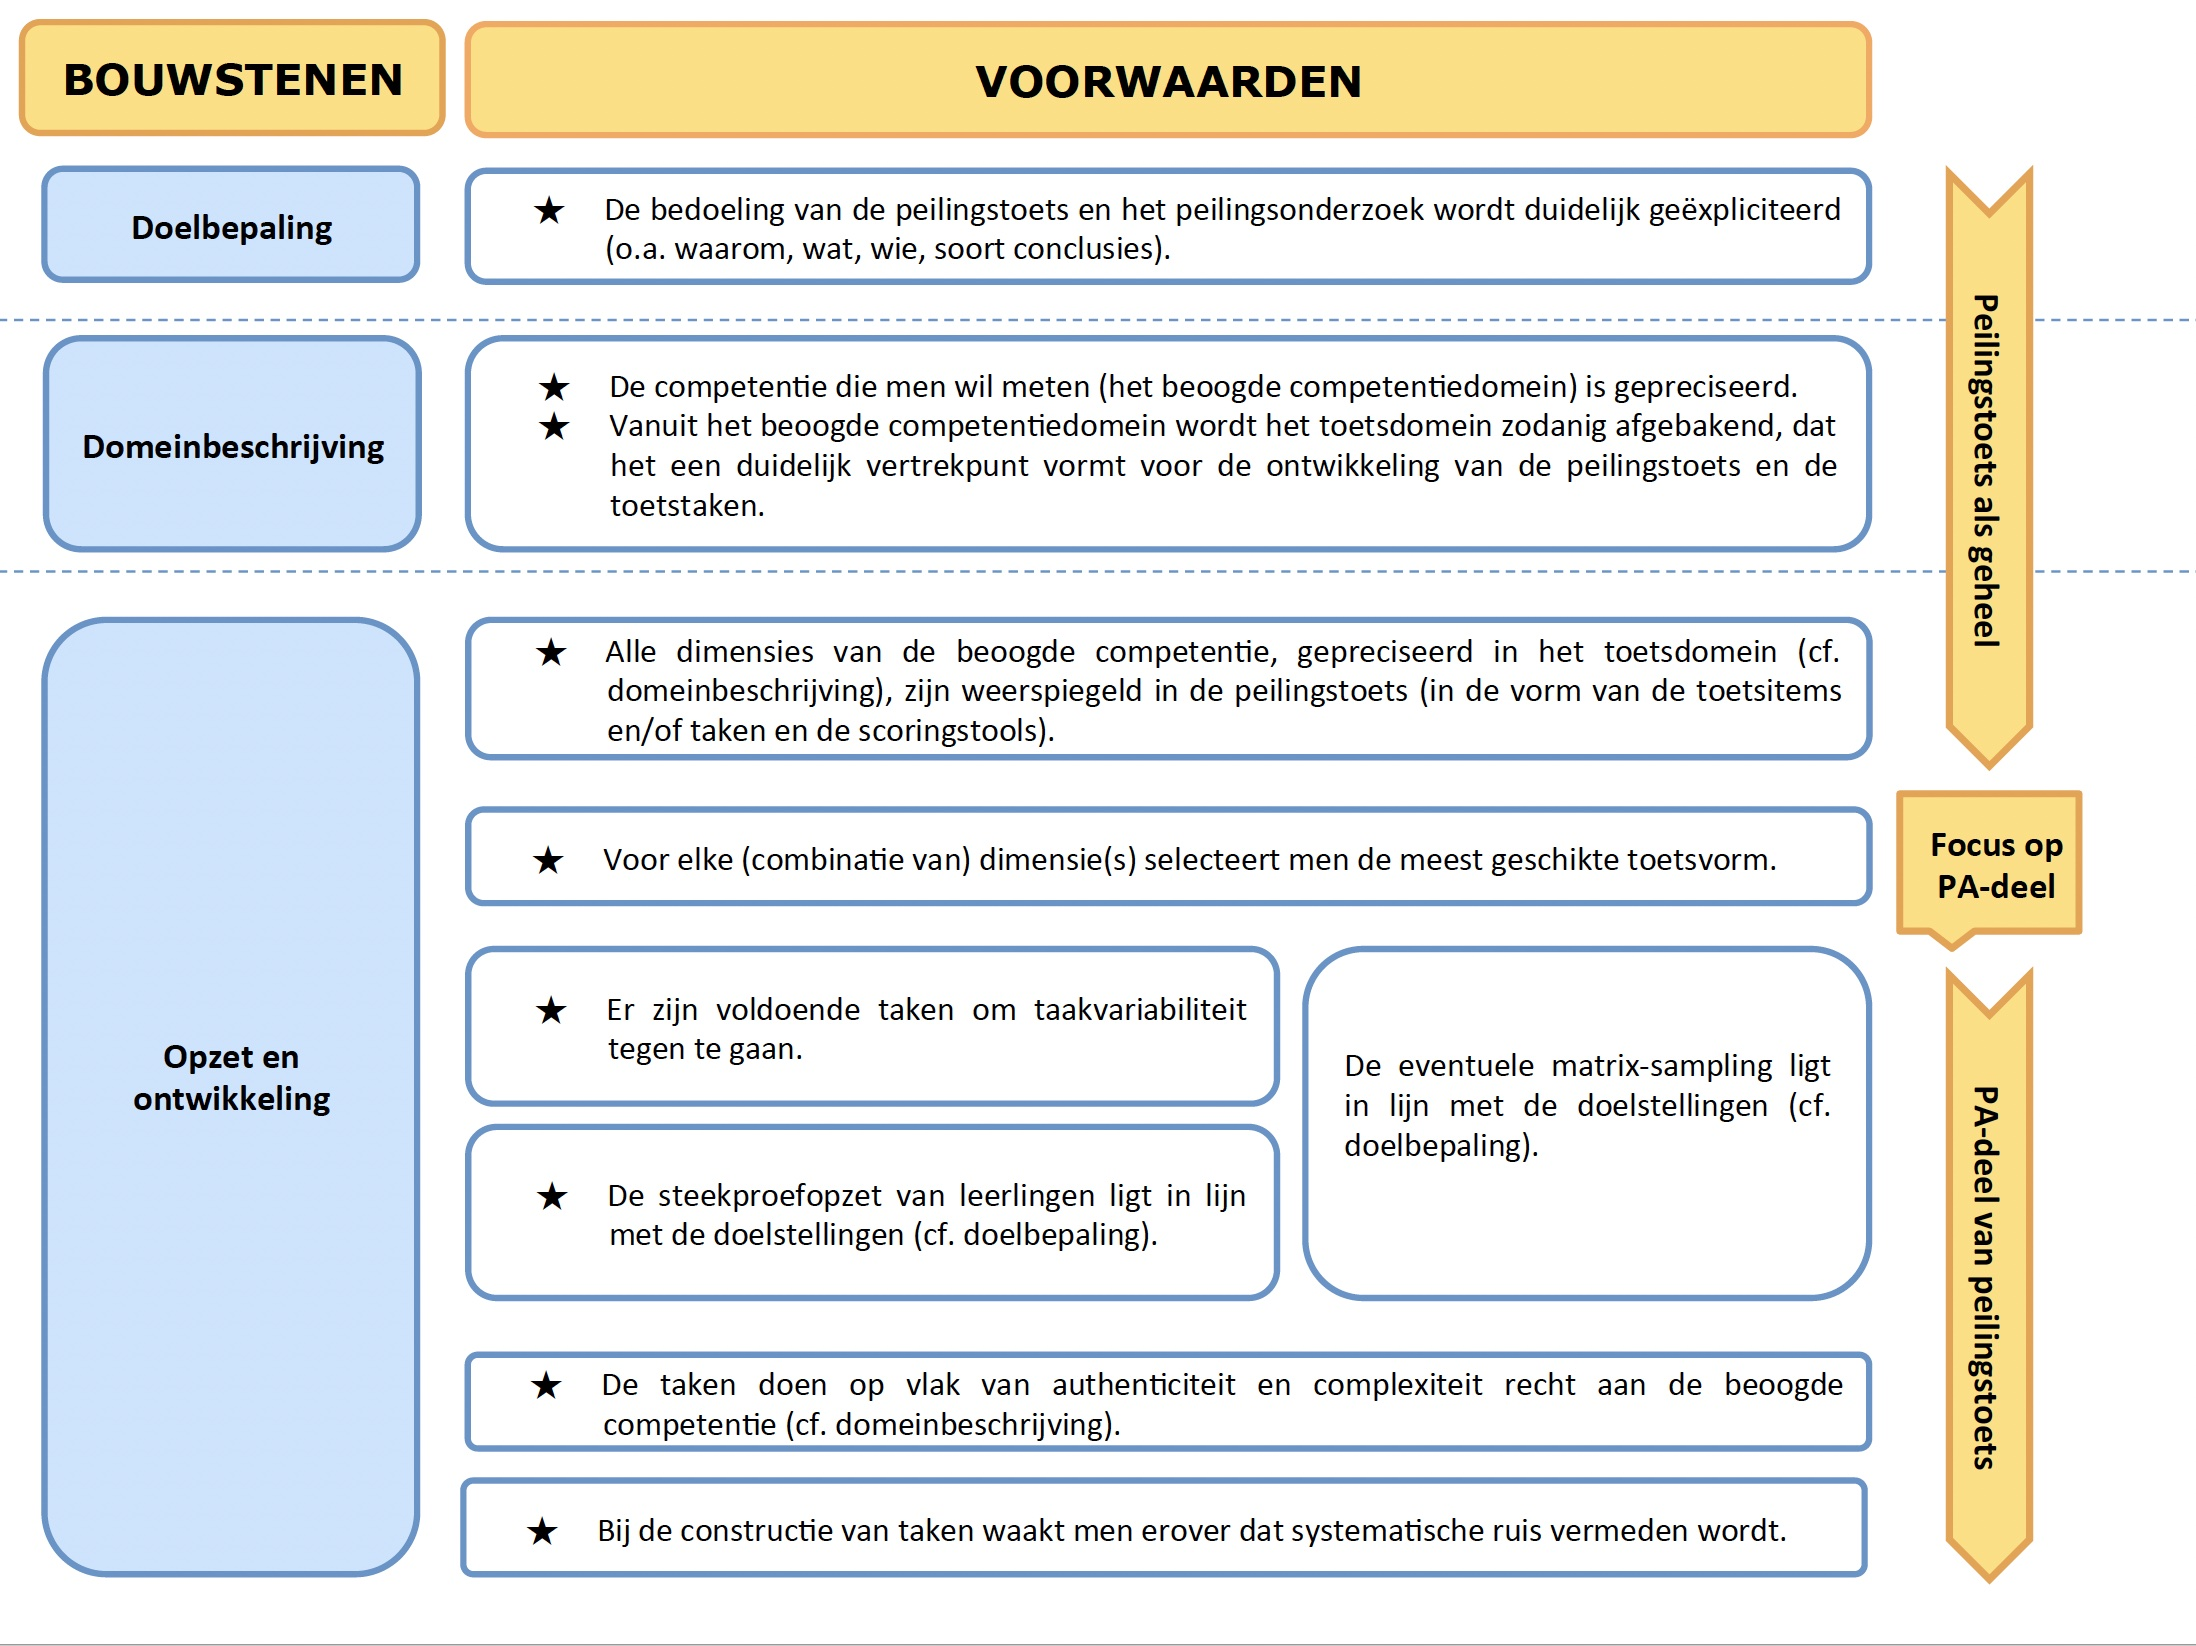 BOUWSTENEN
VOORWAARDEN
Doelbepaling
★ De bedoeling van de peilingstoets en het peilingsonderzoek wordt duidelijk geëxpliciteerd
(o.a. waarom, wat, wie, soort conclusies).
Domeinbeschrijving
★ De competentie die men wil meten (het beoogde competentiedomein) is gepreciseerd.
★ Vanuit het beoogde competentiedomein wordt het toetsdomein zodanig afgebakend, dat
het een duidelijk vertrekpunt vormt voor de ontwikkeling van de peilingstoets en de
toetstaken.
Peilingstoets als geheel
Opzet en
ontwikkeling
★ Alle dimensies van de beoogde competentie, gepreciseerd in het toetsdomein (cf.
domeinbeschrijving), zijn weerspiegeld in de peilingstoets (in de vorm van de toetsitems
en/of taken en de scoringstools).
★ Voor elke (combinatie van) dimensie(s) selecteert men de meest geschikte toetsvorm.
Focus op
PA-deel
★ Er zijn voldoende taken om taakvariabiliteit
tegen te gaan.
★ De steekproefopzet van leerlingen ligt in lijn
met de doelstellingen (cf. doelbepaling).
De eventuele matrix-sampling ligt
in lijn met de doelstellingen (cf.
doelbepaling).
★ De taken doen op vlak van authenticiteit en complexiteit recht aan de beoogde
competentie (cf. domeinbeschrijving).
★ Bij de constructie van taken waakt men erover dat systematische ruis vermeden wordt.
PA-deel van peilingstoets